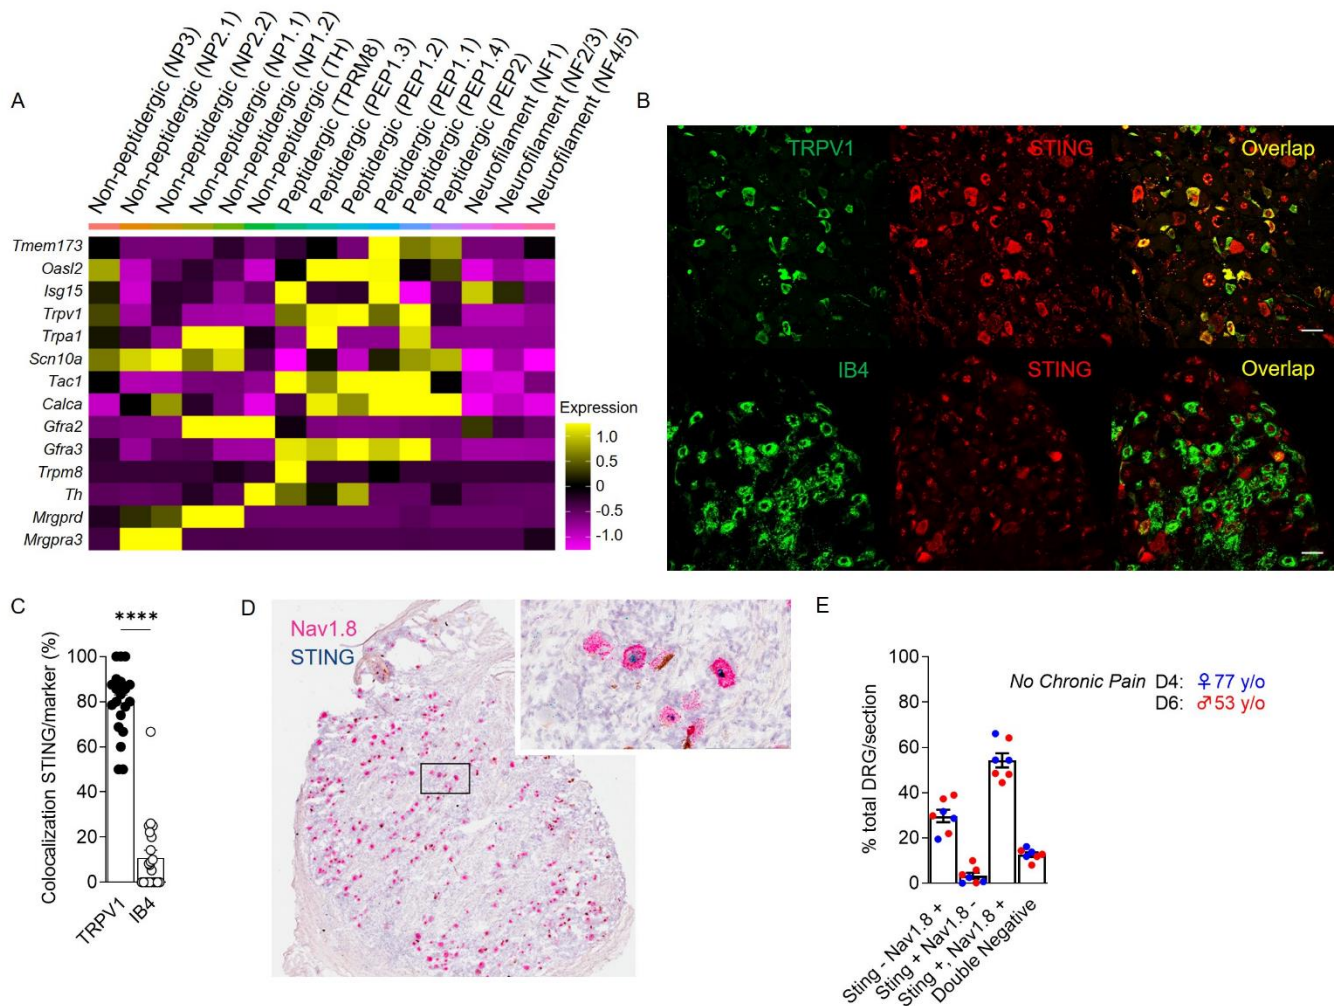 A
Non-peptidergic (NP3)
Non-peptidergic (NP2.1)
Non-peptidergic (NP2.2)
Non-peptidergic (NP1.1)
Non-peptidergic (NP1.2)
Non-peptidergic (TH)
Peptidergic (TPRM8)
Peptidergic (PEP1.3)
Peptidergic (PEP1.2)
Peptidergic (PEP1.1)
Peptidergic (PEP1.4)
Peptidergic (PEP2)
Neurofilament (NF1)
Neurofilament (NF2/3)
Neurofilament (NF4/5)
Tmem173
Oasl2
Isg15
Trpv1
Trpa1
Scn10a
Tac1
Calca
Gfra2
Gfra3
Trpm8
Th
Mrgprd
Mrgpra3
Expression
1.0
0.5
0
-0.5
-1.0
B
TRPV1 STING Overlap
IB4 STING Overlap
C
****
Colocalization STING/marker (%)
100
80
60
40
20
0
TRPV1
IB4
D
Nav1.8
STING
E
% total DRG/section
100
80
60
40
20
0
No Chronic Pain D4: ♀77 y/o
D6: ♂53 y/o
Sting - Nav1.8 +
Sting + Nav1.8 -
Sting +, Nav1.8 +
Double Negative